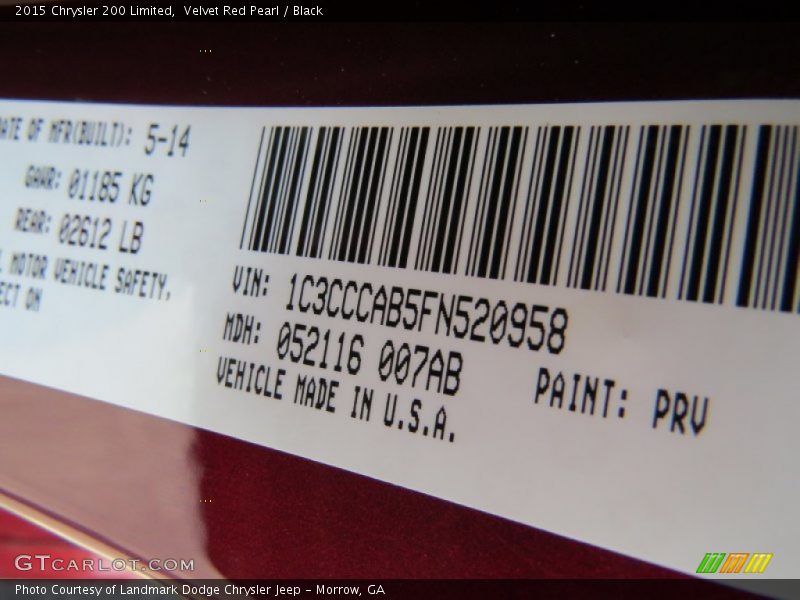 2015 Chrysler 200 Limited, Velvet Red Pearl / Black
OF MFR(BUILT): 5-14
GAWR: 01185 KG
REAR: 02612 LB
MOTOR VEHICLE SAFETY,
ON
VIN: 1C3CCCAB5FN520958
MDH: 052116 007AB
PAINT: PRV
VEHICLE MADE IN U.S.A.
GTCARLOT.COM
Photo Courtesy of Landmark Dodge Chrysler Jeep – Morrow, GA